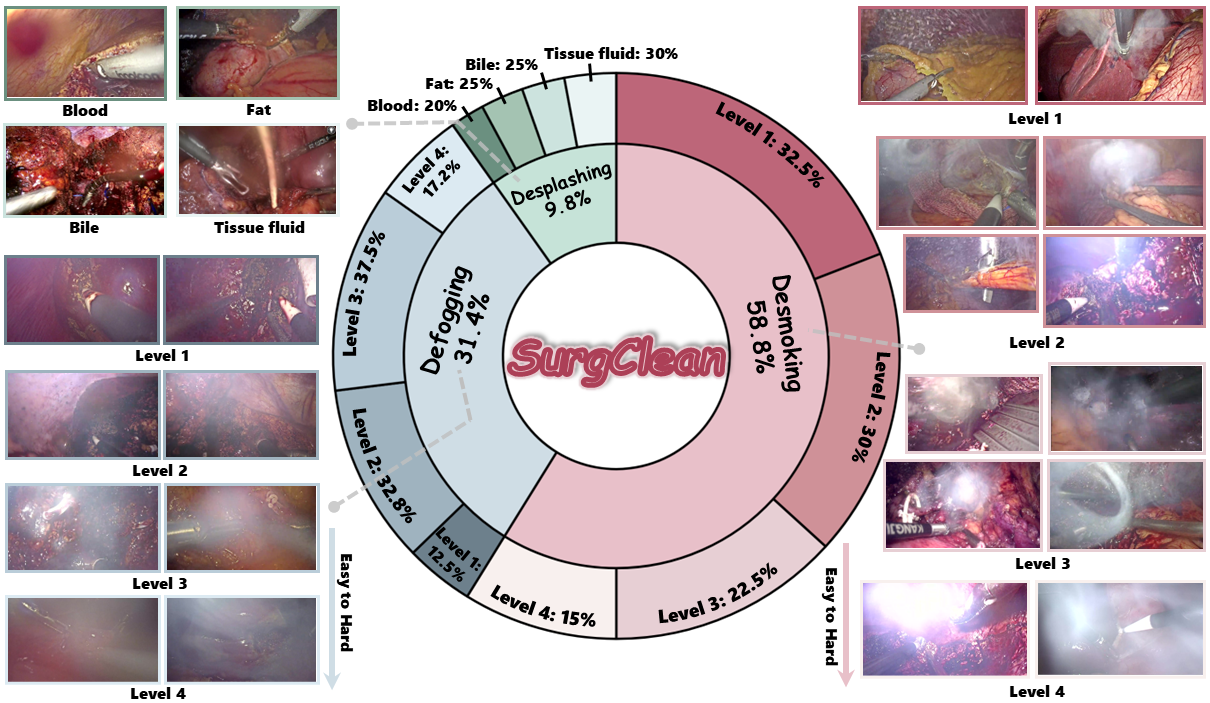 Blood
Fat
Bile
Tissue fluid
Level 1
Level 2
Level 3
Level 4
Easy to Hard
Blood: 20%
Fat: 25%
Bile: 25%
Tissue fluid: 30%
Desplashing
9.8%
Level 4:
17.2%
Level 3: 37.5%
Level 2: 32.8%
Level 1:
12.5%
Defogging
31.4%
SurgClean
Desmoking
58.8%
Level 1: 32.5%
Level 2: 30%
Level 3: 22.5%
Level 4: 15%
Level 1
Level 2
KANGJI
Level 3
Level 4
Easy to Hard